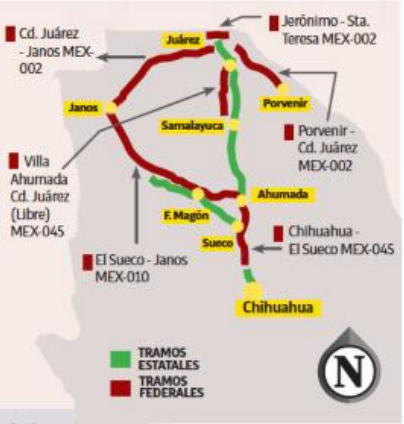 Cd. Juárez
- Janos MEX-
002
Jerónimo - Sta.
Teresa MEX-002
Juárez
Janos
Porvenir
Samalayuca
Porvenir -
Cd. Juárez
MEX-002
Villa
Ahumada
Cd. Juárez
(Libre)
MEX-045
Ahumada
F. Magón
Sueco
Chihuahua -
El Sueco MEX-045
El Sueco - Janos
MEX-010
Chihuahua
TRAMOS
ESTATALES
TRAMOS
FEDERALES
N